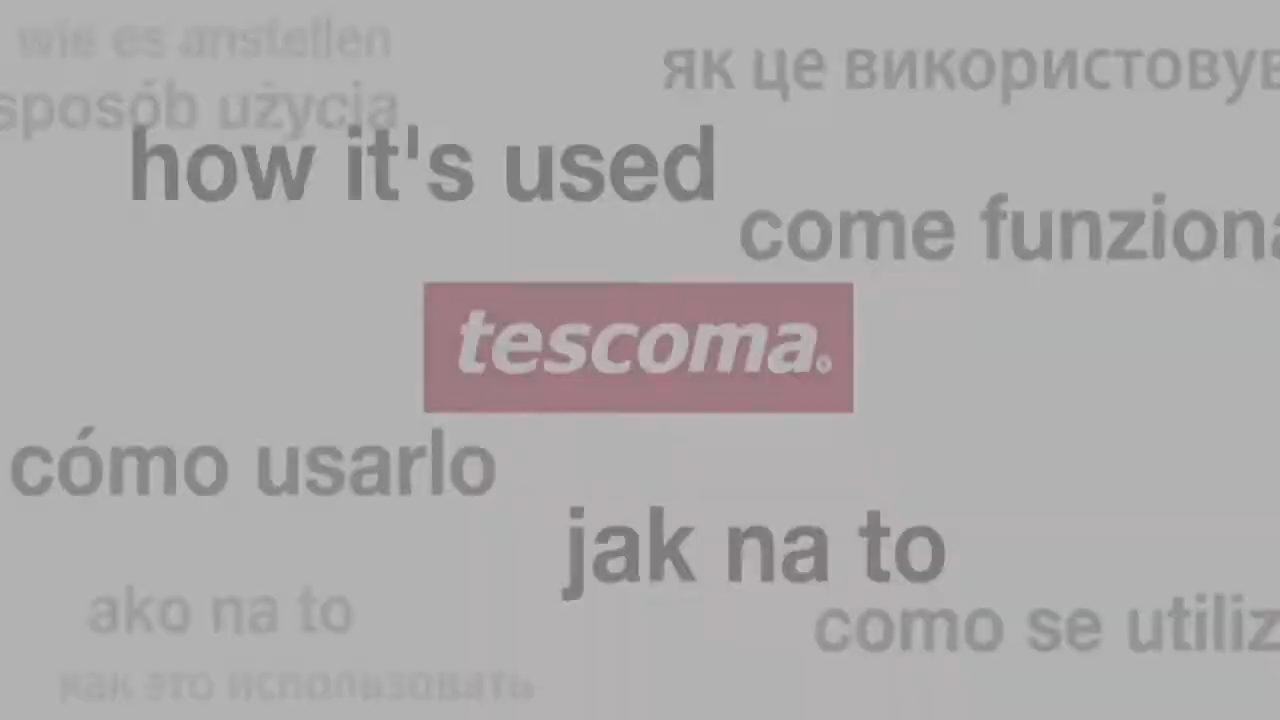 wie es anstellen
як це використовув
sposób użycia
how it's used
come funziona
tescoma®
cómo usarlo
jak na to
ako na to
como se utiliz
как это использовать